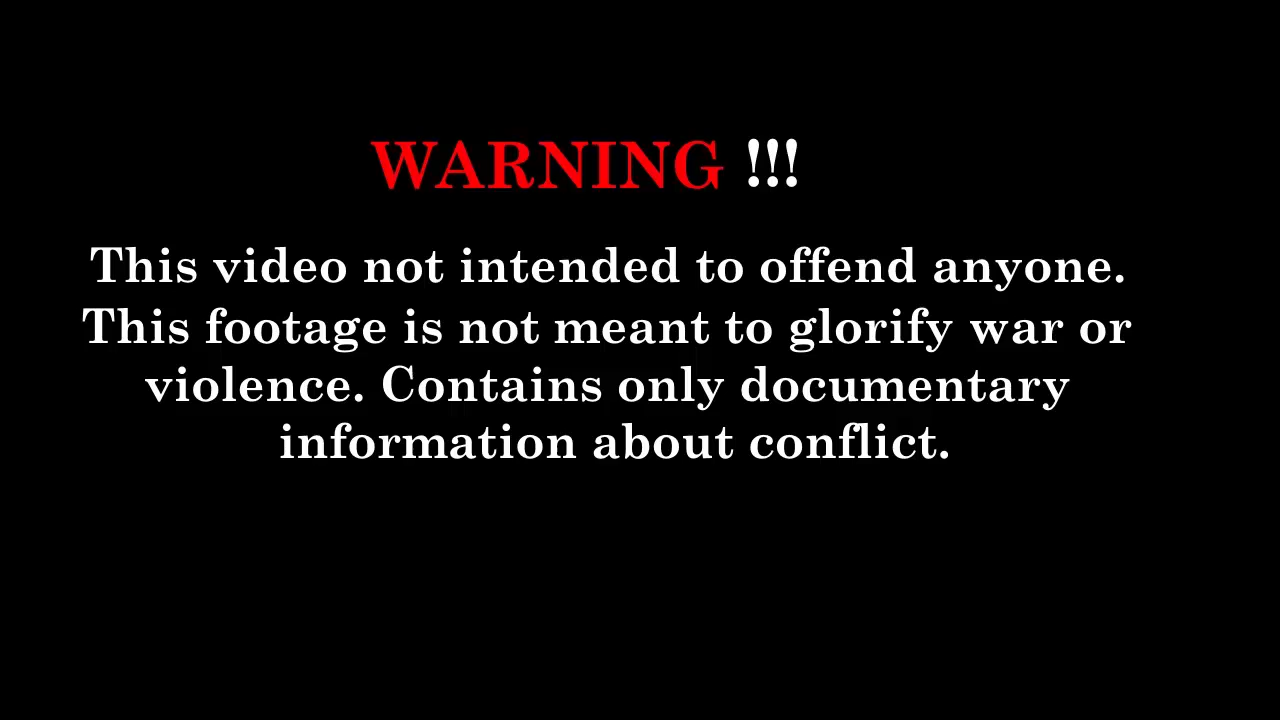 WARNING !!!
This video not intended to offend anyone.
This footage is not meant to glorify war or
violence. Contains only documentary
information about conflict.